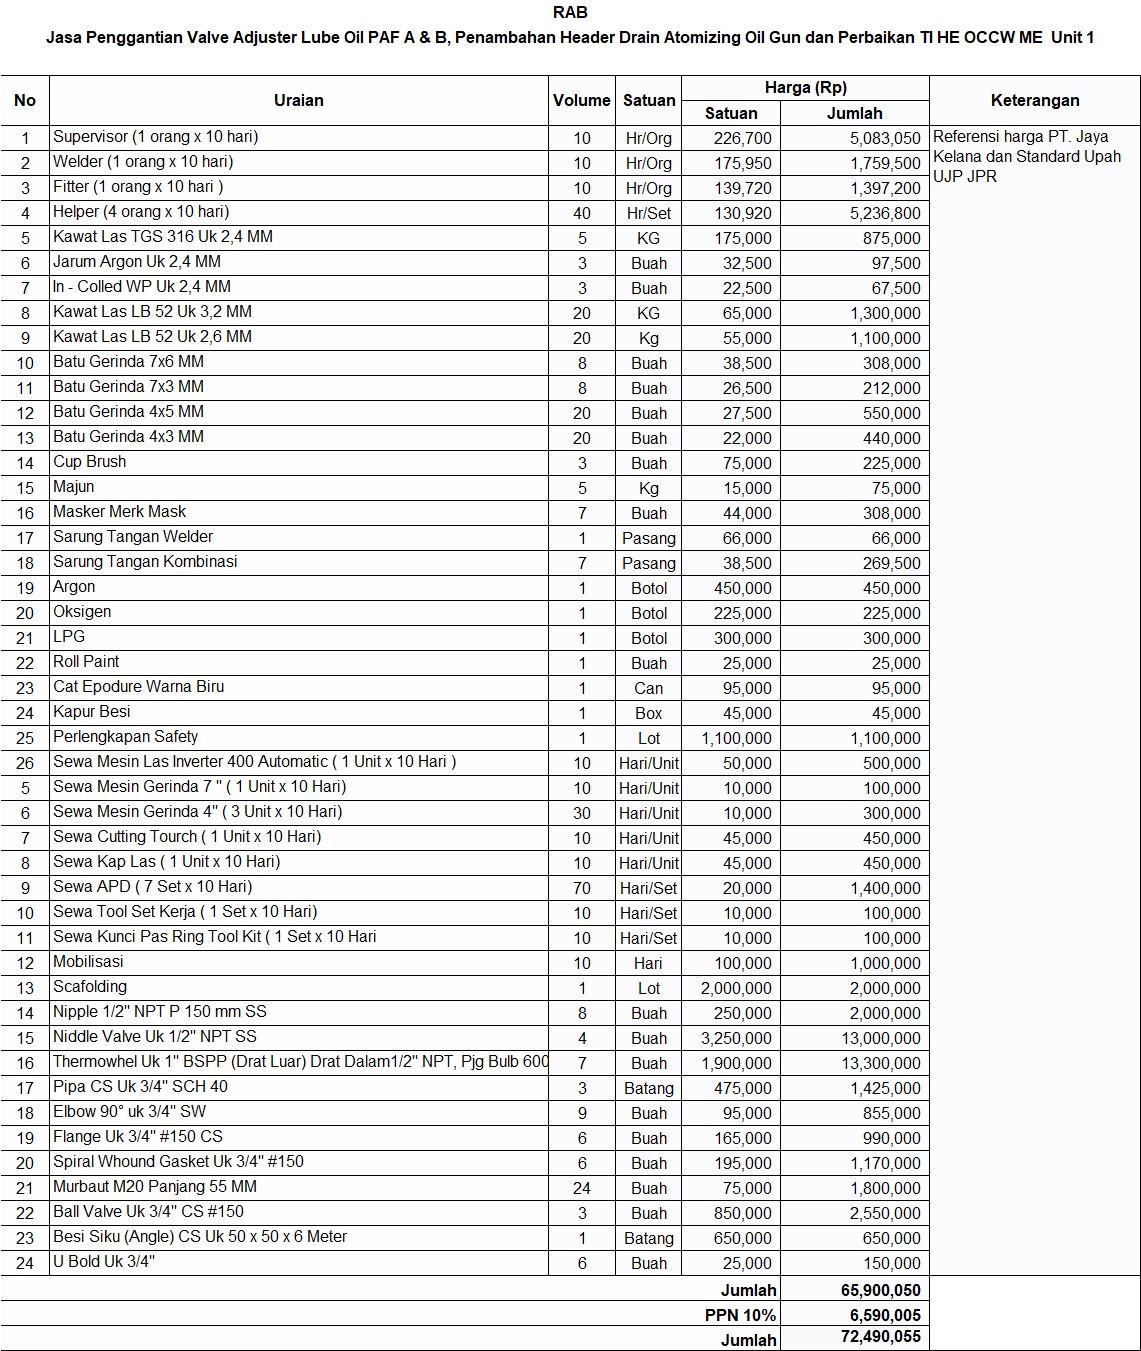 RAB
Jasa Penggantian Valve Adjuster Lube Oil PAF A & B, Penambahan Header Drain Atomizing Oil Gun dan Perbaikan TI HE OCCW ME Unit 1
No Uraian Volume Satuan Harga (Rp) Keterangan
Satuan Jumlah
1 Supervisor (1 orang x 10 hari) 10 Hr/Org 226,700 5,083,050 Referensi harga PT. Jaya
Kelana dan Standard Upah
UJP JPR
2 Welder (1 orang x 10 hari) 10 Hr/Org 175,950 1,759,500
3 Fitter (1 orang x 10 hari ) 10 Hr/Org 139,720 1,397,200
4 Helper (4 orang x 10 hari) 40 Hr/Set 130,920 5,236,800
5 Kawat Las TGS 316 Uk 2,4 MM 5 KG 175,000 875,000
6 Jarum Argon Uk 2,4 MM 3 Buah 32,500 97,500
7 In - Colled WP Uk 2,4 MM 3 Buah 22,500 67,500
8 Kawat Las LB 52 Uk 3,2 MM 20 KG 65,000 1,300,000
9 Kawat Las LB 52 Uk 2,6 MM 20 Kg 55,000 1,100,000
10 Batu Gerinda 7x6 MM 8 Buah 38,500 308,000
11 Batu Gerinda 7x3 MM 8 Buah 26,500 212,000
12 Batu Gerinda 4x5 MM 20 Buah 27,500 550,000
13 Batu Gerinda 4x3 MM 20 Buah 22,000 440,000
14 Cup Brush 3 Buah 75,000 225,000
15 Majun 5 Kg 15,000 75,000
16 Masker Merk Mask 7 Buah 44,000 308,000
17 Sarung Tangan Welder 1 Pasang 66,000 66,000
18 Sarung Tangan Kombinasi 7 Pasang 38,500 269,500
19 Argon 1 Botol 450,000 450,000
20 Oksigen 1 Botol 225,000 225,000
21 LPG 1 Botol 300,000 300,000
22 Roll Paint 1 Buah 25,000 25,000
23 Cat Epodure Warna Biru 1 Can 95,000 95,000
24 Kapur Besi 1 Box 45,000 45,000
25 Perlengkapan Safety 1 Lot 1,100,000 1,100,000
26 Sewa Mesin Las Inverter 400 Automatic ( 1 Unit x 10 Hari ) 10 Hari/Unit 50,000 500,000
5 Sewa Mesin Gerinda 7 " ( 1 Unit x 10 Hari) 10 Hari/Unit 10,000 100,000
6 Sewa Mesin Gerinda 4" ( 3 Unit x 10 Hari) 30 Hari/Unit 10,000 300,000
7 Sewa Cutting Tourch ( 1 Unit x 10 Hari) 10 Hari/Unit 45,000 450,000
8 Sewa Kap Las ( 1 Unit x 10 Hari) 10 Hari/Unit 45,000 450,000
9 Sewa APD ( 7 Set x 10 Hari) 70 Hari/Set 20,000 1,400,000
10 Sewa Tool Set Kerja ( 1 Set x 10 Hari) 10 Hari/Set 10,000 100,000
11 Sewa Kunci Pas Ring Tool Kit ( 1 Set x 10 Hari 10 Hari/Set 10,000 100,000
12 Mobilisasi 10 Hari 100,000 1,000,000
13 Scafolding 1 Lot 2,000,000 2,000,000
14 Nipple 1/2" NPT P 150 mm SS 8 Buah 250,000 2,000,000
15 Niddle Valve Uk 1/2" NPT SS 4 Buah 3,250,000 13,000,000
16 Thermowhel Uk 1" BSPP (Drat Luar) Drat Dalam1/2" NPT, Pjg Bulb 600 7 Buah 1,900,000 13,300,000
17 Pipa CS Uk 3/4" SCH 40 3 Batang 475,000 1,425,000
18 Elbow 90° uk 3/4" SW 9 Buah 95,000 855,000
19 Flange Uk 3/4" #150 CS 6 Buah 165,000 990,000
20 Spiral Whound Gasket Uk 3/4" #150 6 Buah 195,000 1,170,000
21 Murbaut M20 Panjang 55 MM 24 Buah 75,000 1,800,000
22 Ball Valve Uk 3/4" CS #150 3 Buah 850,000 2,550,000
23 Besi Siku (Angle) CS Uk 50 x 50 x 6 Meter 1 Batang 650,000 650,000
24 U Bold Uk 3/4" 6 Buah 25,000 150,000
Jumlah 65,900,050
PPN 10% 6,590,005
Jumlah 72,490,055